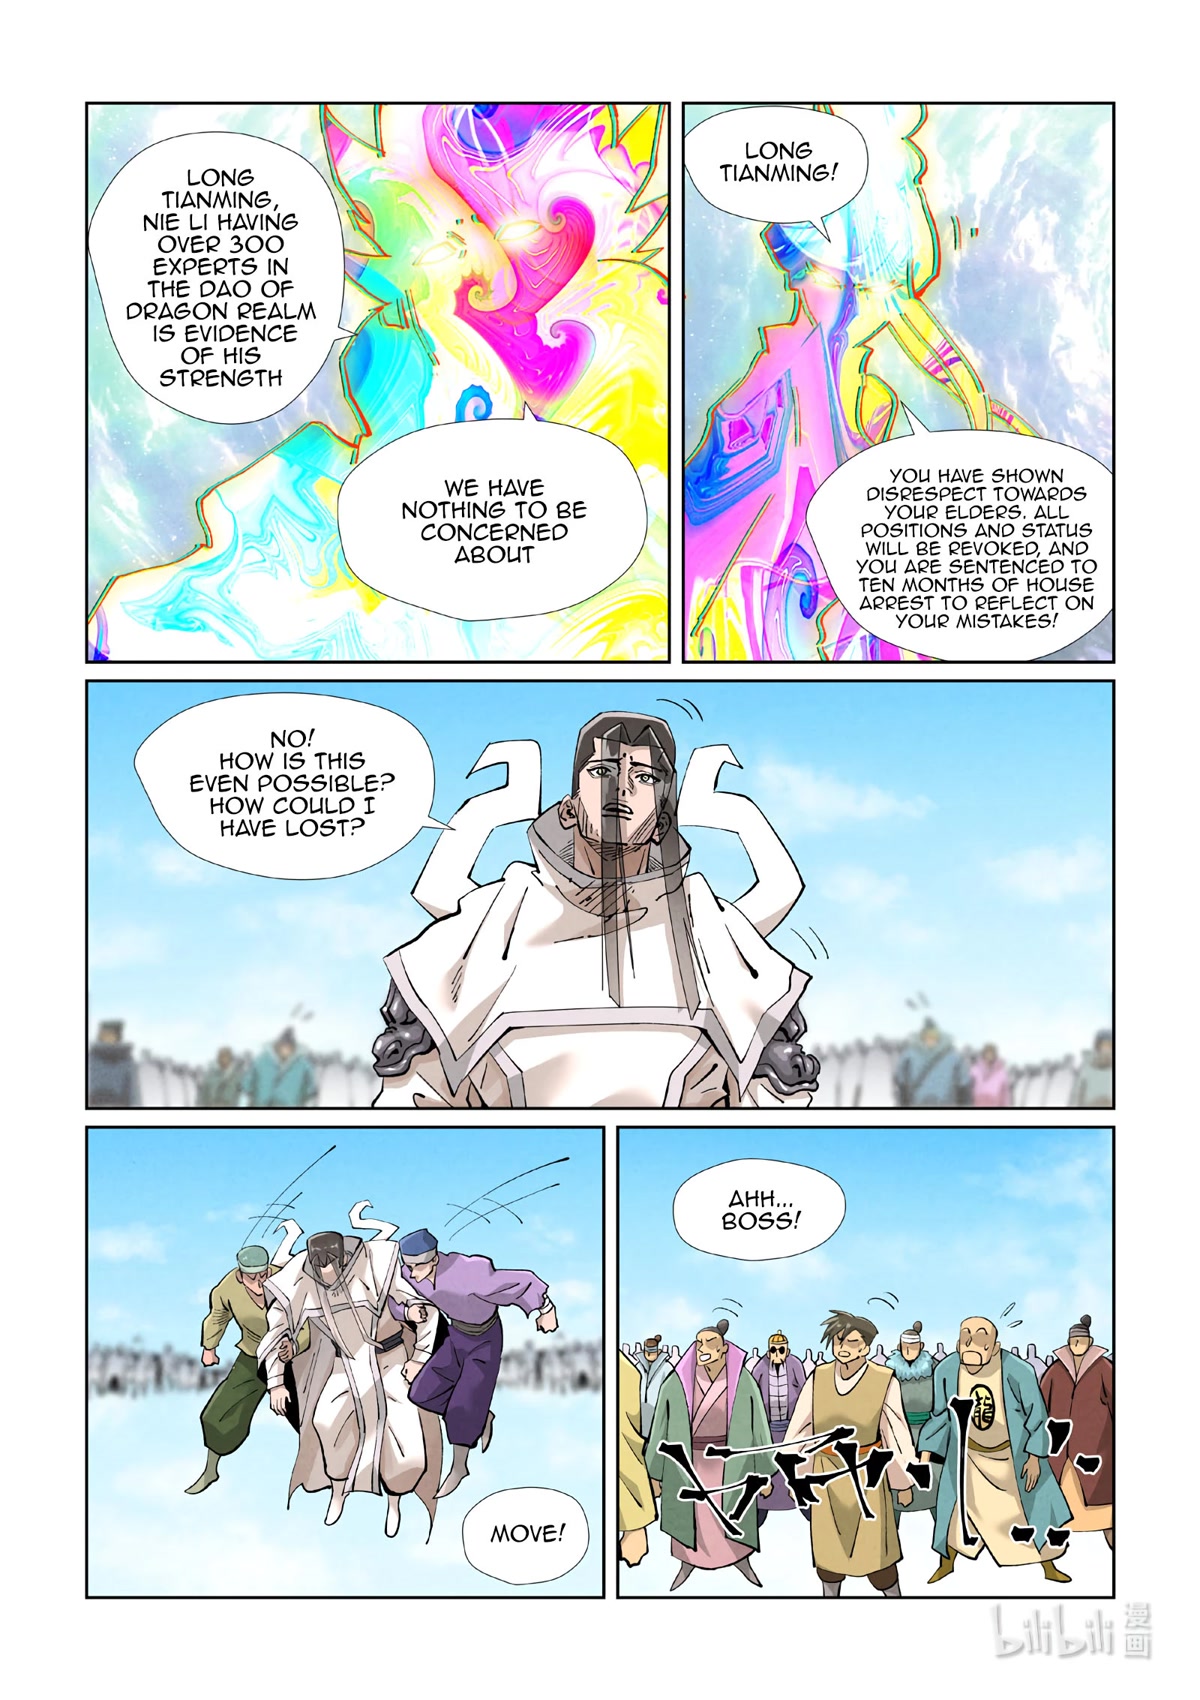 LONG
TIANMING,
NIE LI HAVING
OVER 300
EXPERTS IN
THE DAO OF
DRAGON REALM
IS EVIDENCE
OF HIS
STRENGTH
WE HAVE
NOTHING TO BE
CONCERNED
ABOUT
LONG
TIANMING!
YOU HAVE SHOWN
DISRESPECT TOWARDS
YOUR ELDERS. ALL
POSITIONS AND STATUS
WILL BE REVOKED, AND
YOU ARE SENTENCED TO
TEN MONTHS OF HOUSE
ARREST TO REFLECT ON
YOUR MISTAKES!
NO!
HOW IS THIS
EVEN POSSIBLE?
HOW COULD I
HAVE LOST?
MOVE!
AHH...
BOSS!
龍
bilibili
漫画